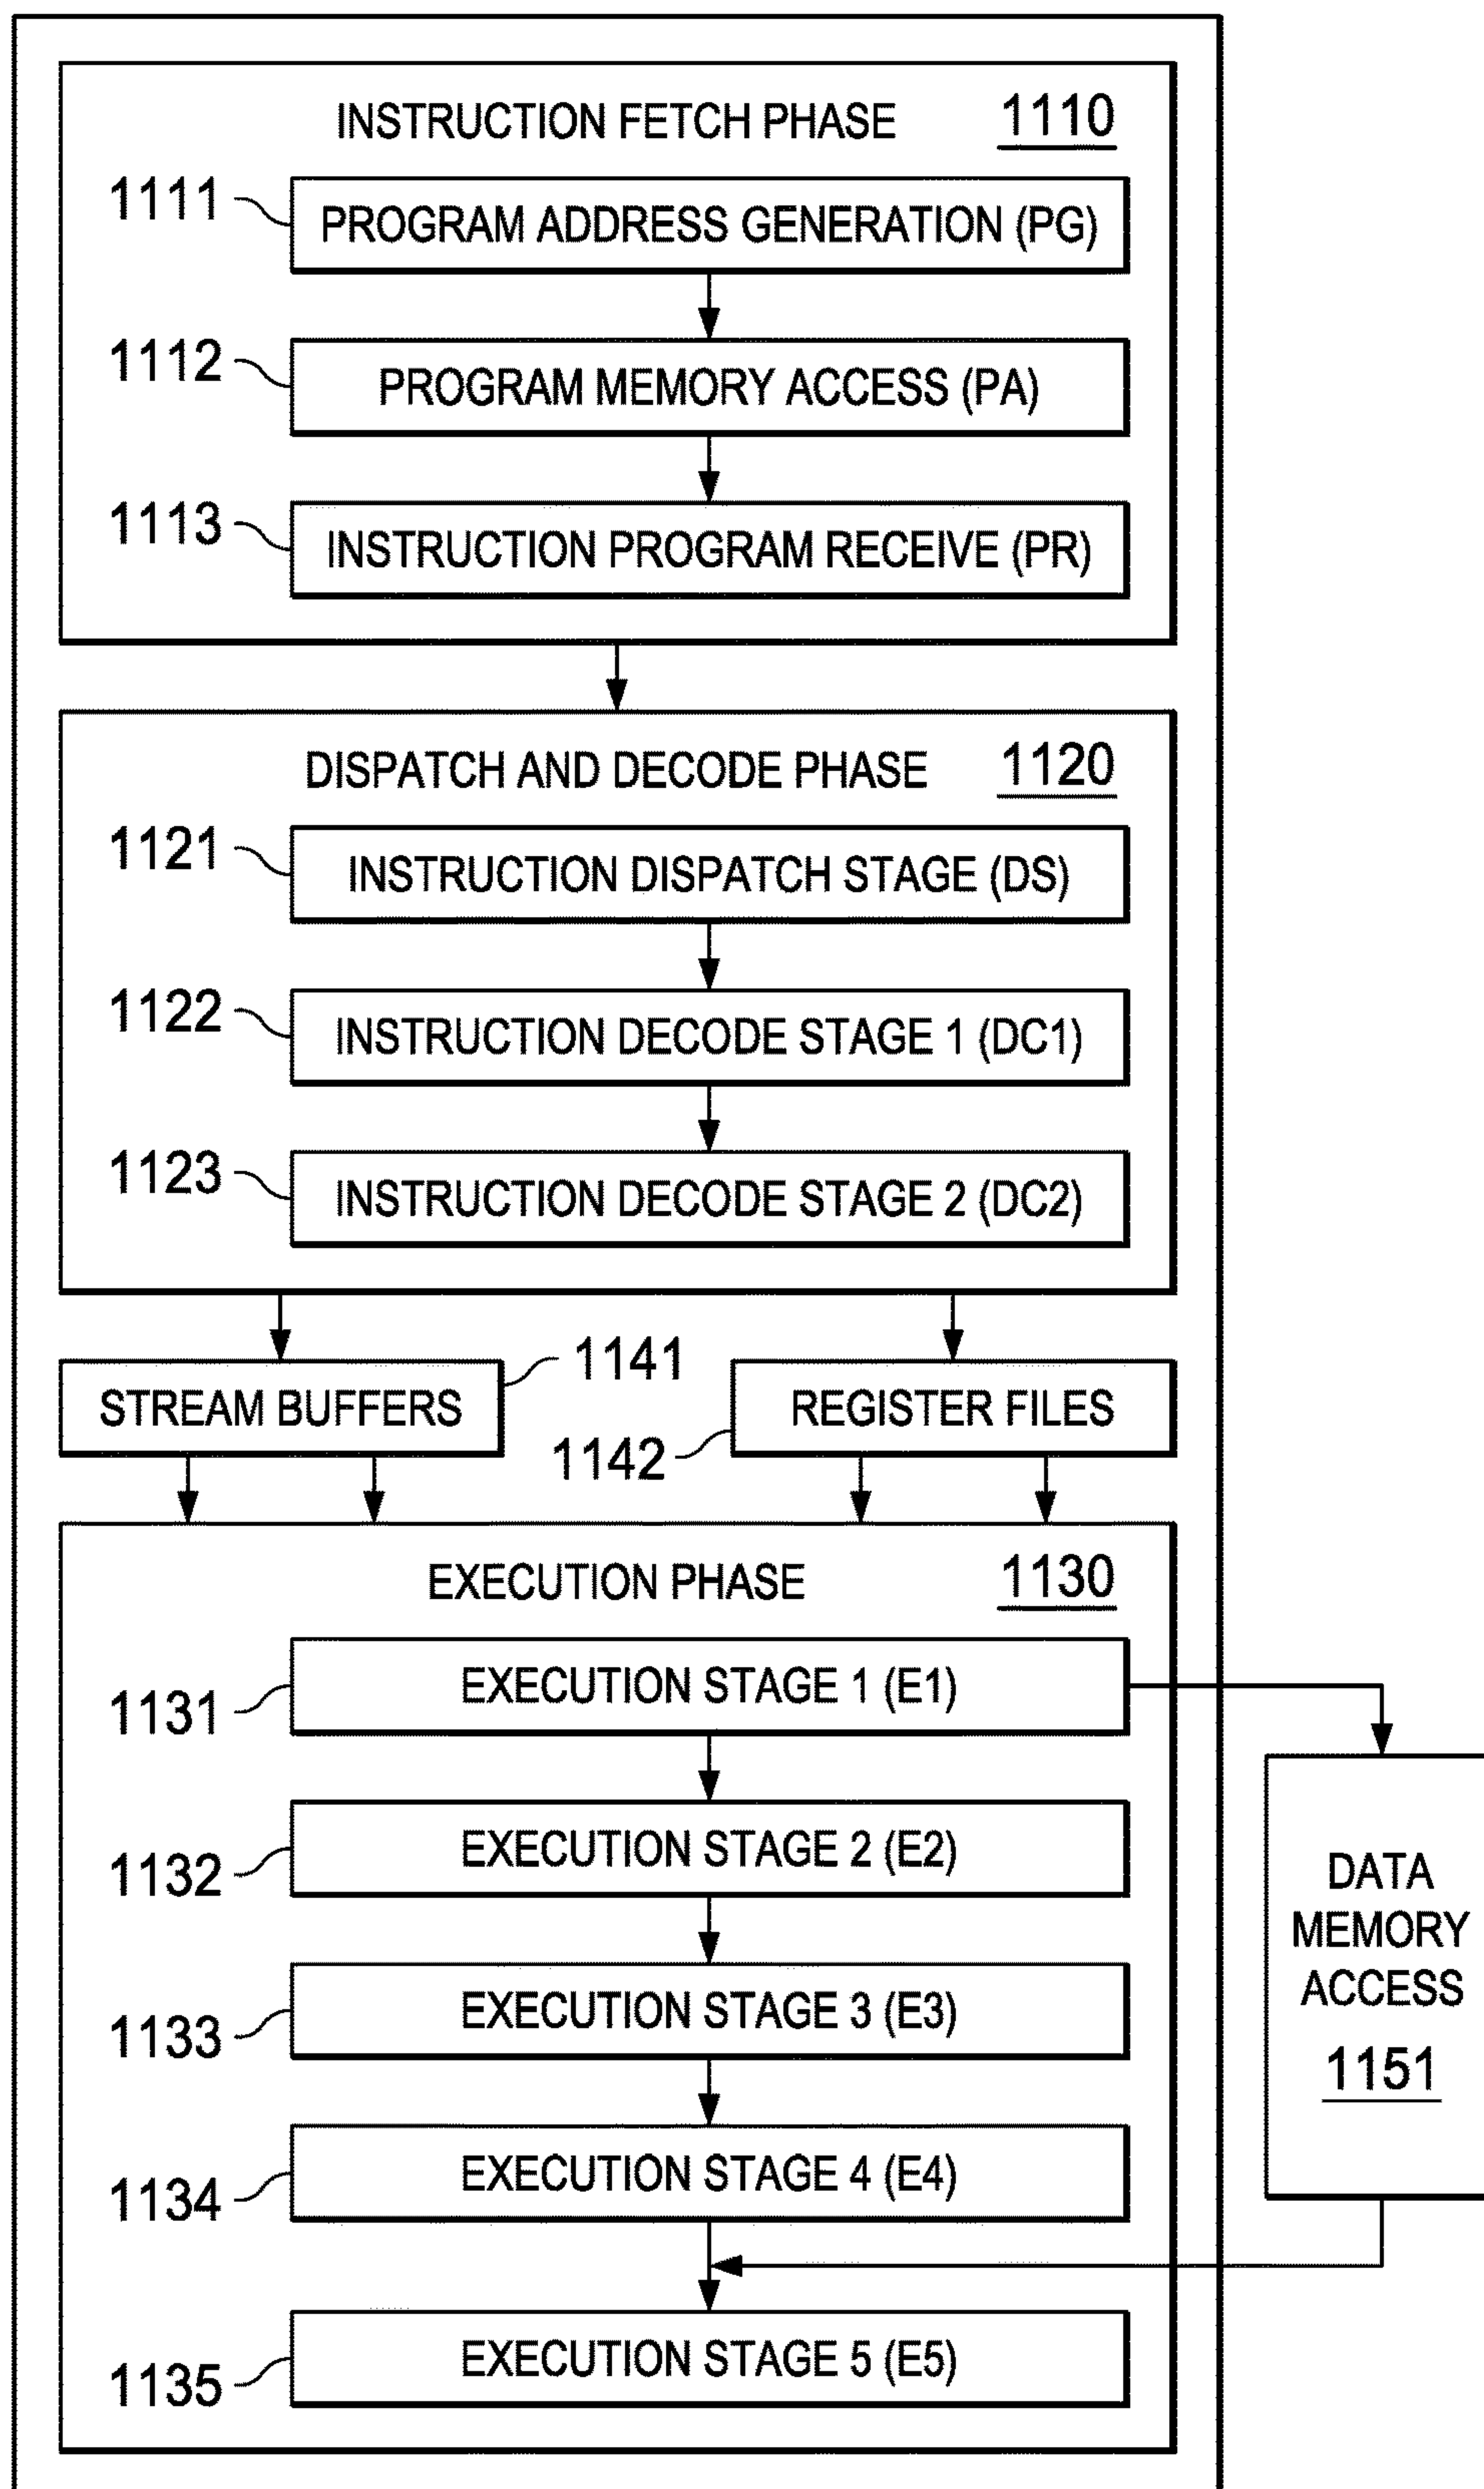 INSTRUCTION FETCH PHASE 1110
1111 PROGRAM ADDRESS GENERATION (PG)
1112 PROGRAM MEMORY ACCESS (PA)
1113 INSTRUCTION PROGRAM RECEIVE (PR)
DISPATCH AND DECODE PHASE 1120
1121 INSTRUCTION DISPATCH STAGE (DS)
1122 INSTRUCTION DECODE STAGE 1 (DC1)
1123 INSTRUCTION DECODE STAGE 2 (DC2)
STREAM BUFFERS
1141
REGISTER FILES
1142
EXECUTION PHASE 1130
1131 EXECUTION STAGE 1 (E1)
1132 EXECUTION STAGE 2 (E2)
1133 EXECUTION STAGE 3 (E3)
1134 EXECUTION STAGE 4 (E4)
1135 EXECUTION STAGE 5 (E5)
DATA
MEMORY
ACCESS
1151